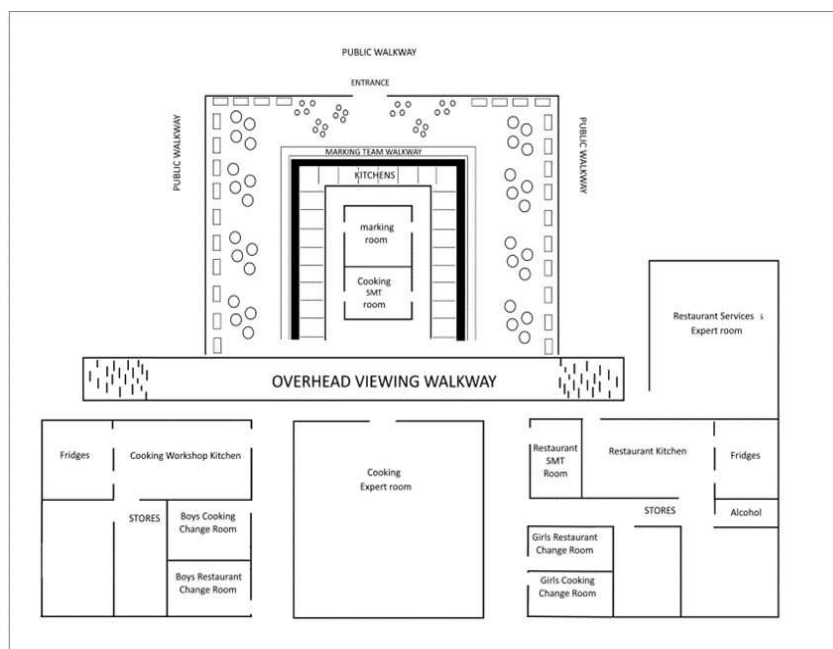 PUBLIC WALKWAY
ENTRANCE
PUBLIC WALKWAY
PUBLIC WALKWAY
MARKING TEAM WALKWAY
KITCHENS
marking
room
Cooking
SMT
room
Restaurant Services s
Expert room
OVERHEAD VIEWING WALKWAY
Fridges
Cooking Workshop Kitchen
Cooking
Expert room
Restaurant
SMT
Room
Restaurant Kitchen
Fridges
STORES
Boys Cooking
Change Room
Boys Restaurant
Change Room
STORES
Alcohol
Girls Restaurant
Change Room
Girls Cooking
Change Room